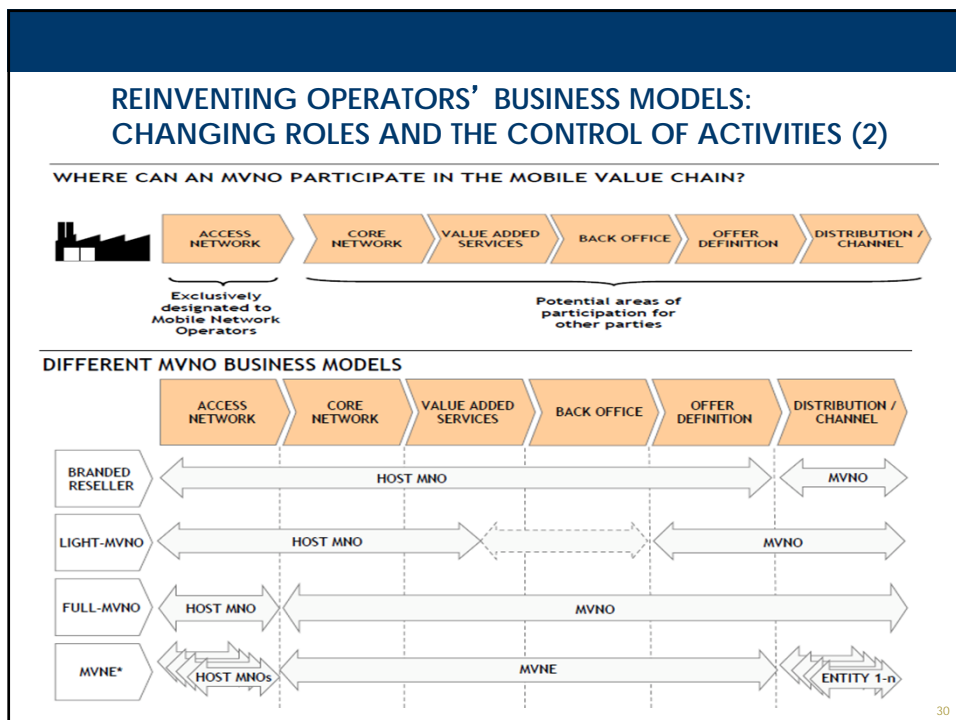 REINVENTING OPERATORS’ BUSINESS MODELS:
CHANGING ROLES AND THE CONTROL OF ACTIVITIES (2)
WHERE CAN AN MVNO PARTICIPATE IN THE MOBILE VALUE CHAIN?
ACCESS
NETWORK
CORE
NETWORK
VALUE ADDED
SERVICES
BACK OFFICE
OFFER
DEFINITION
DISTRIBUTION /
CHANNEL
Exclusively
designated to
Mobile Network
Operators
Potential areas of
participation for
other parties
DIFFERENT MVNO BUSINESS MODELS
ACCESS
NETWORK
CORE
NETWORK
VALUE ADDED
SERVICES
BACK OFFICE
OFFER
DEFINITION
DISTRIBUTION /
CHANNEL
BRANDED
RESELLER
HOST MNO
MVNO
LIGHT-MVNO
HOST MNO
MVNO
FULL-MVNO
HOST MNO
MVNO
MVNE*
HOST MNOs
MVNE
ENTITY 1-n
30